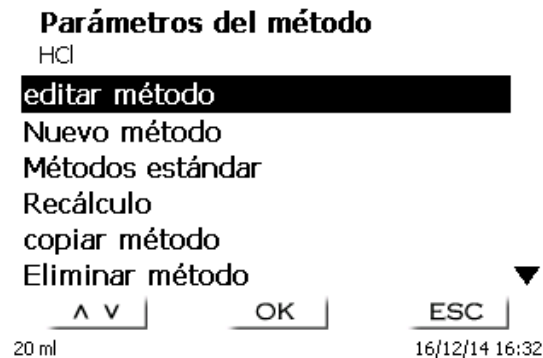 Parámetros del método
HCl
editar método
Nuevo método
Métodos estándar
Recálculo
copiar método
Eliminar método
OK ESC
20 ml 16/12/14 16:32